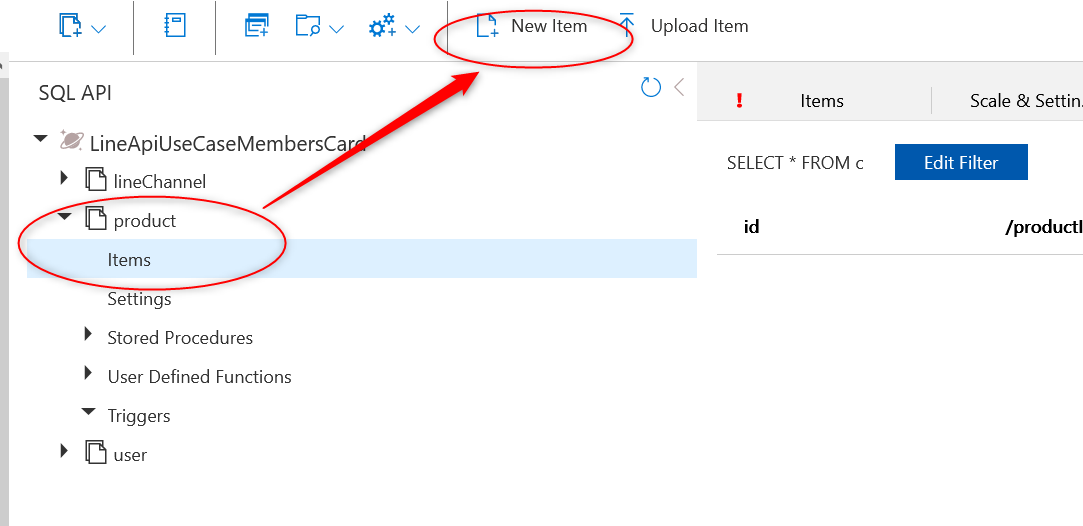 New Item
Upload Item
SQL API
LineApiUseCaseMembersCard
lineChannel
product
Items
Settings
Stored Procedures
User Defined Functions
Triggers
user
!
Items
Scale & Settin.
SELECT * FROM c
Edit Filter
id
/productI